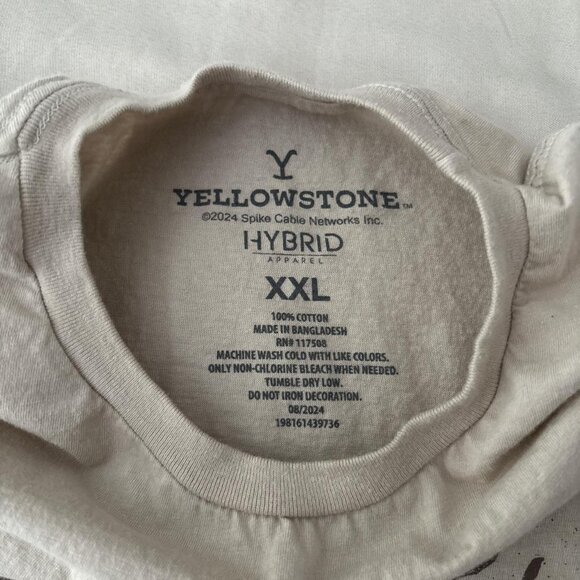 Y
YELLOWSTONE™
©2024 Spike Cable Networks Inc.
HYBRID
APPAREL
XXL
100% COTTON
MADE IN BANGLADESH
RN# 117508
MACHINE WASH COLD WITH LIKE COLORS.
ONLY NON-CHLORINE BLEACH WHEN NEEDED.
TUMBLE DRY LOW.
DO NOT IRON DECORATION.
08/2024
198161439736